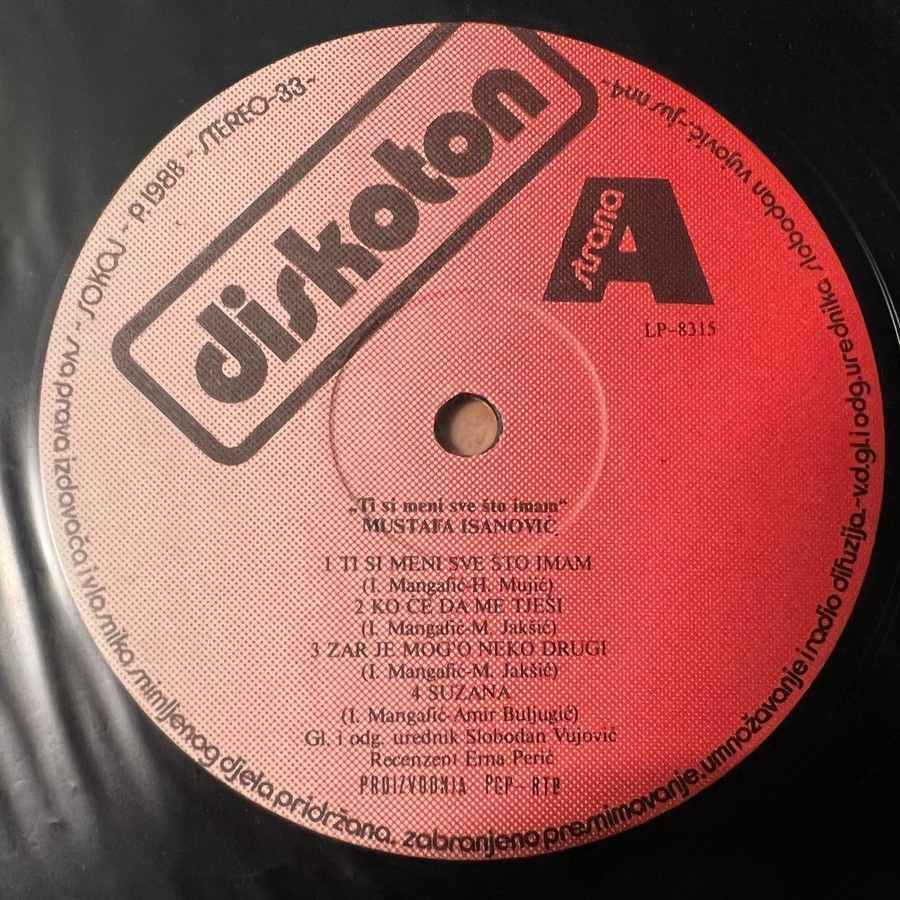 diskoton
strana
A
LP-8315
„Ti si meni sve što imam“
MUSTAFA ISANOVIĆ
1 TI SI MENI SVE ŠTO IMAM
(I. Mangafić-H. Mujić)
2 KO ĆE DA ME TJEŠI
(I. Mangafić-M. Jakšić)
3 ZAR JE MOG'O NEKO DRUGI
(I. Mangafić-M. Jakšić)
4 SUZANA
(I. Mangafić-Amir Buljugić)
Gl. i odg. urednik Slobodan Vujović
Recenzent Erna Perić
PROIZVODNJA PGP-RTB
sva prava izdavača i vlasnika snimljenog djela pridržana. zabranjeno presnimavanje, umnožavanje i radio difuzija.-v.d.gl. i odg. urednika slobodan vujović-jus nn4-
SOKOJ - P. 1988 - STEREO-33-